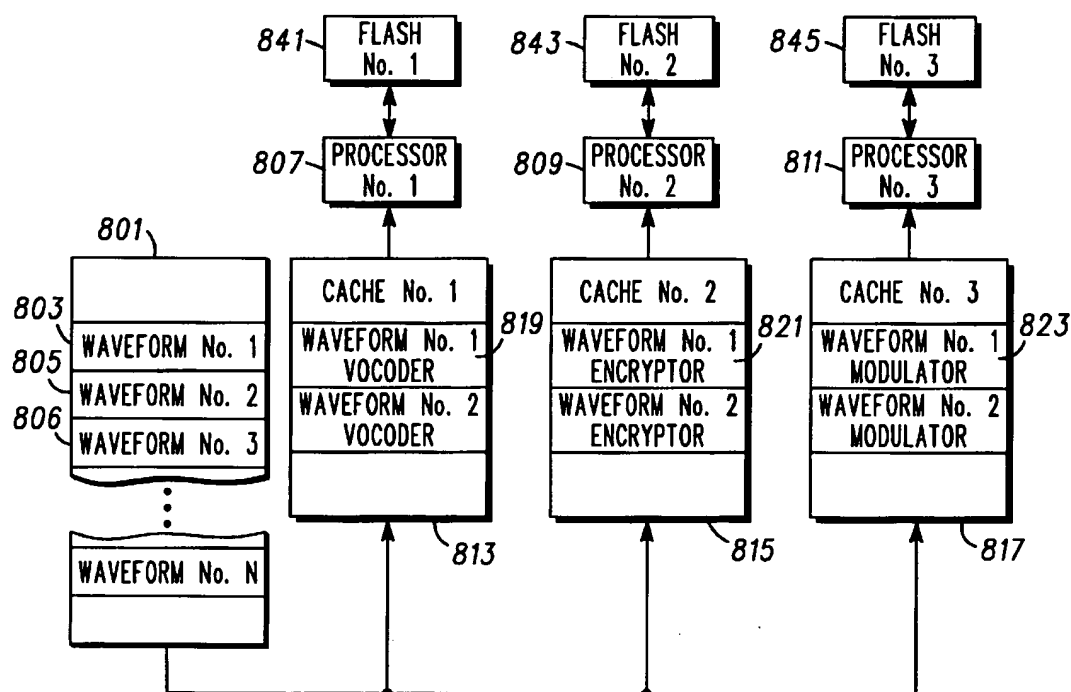 841
FLASH
No. 1
843
FLASH
No. 2
845
FLASH
No. 3
807
PROCESSOR
No. 1
809
PROCESSOR
No. 2
811
PROCESSOR
No. 3
801
803
WAVEFORM No. 1
805
WAVEFORM No. 2
806
WAVEFORM No. 3
WAVEFORM No. N
CACHE No. 1
WAVEFORM No. 1
VOCODER
819
WAVEFORM No. 2
VOCODER
813
CACHE No. 2
WAVEFORM No. 1
ENCRYPTOR
821
WAVEFORM No. 2
ENCRYPTOR
815
CACHE No. 3
WAVEFORM No. 1
MODULATOR
823
WAVEFORM No. 2
MODULATOR
817